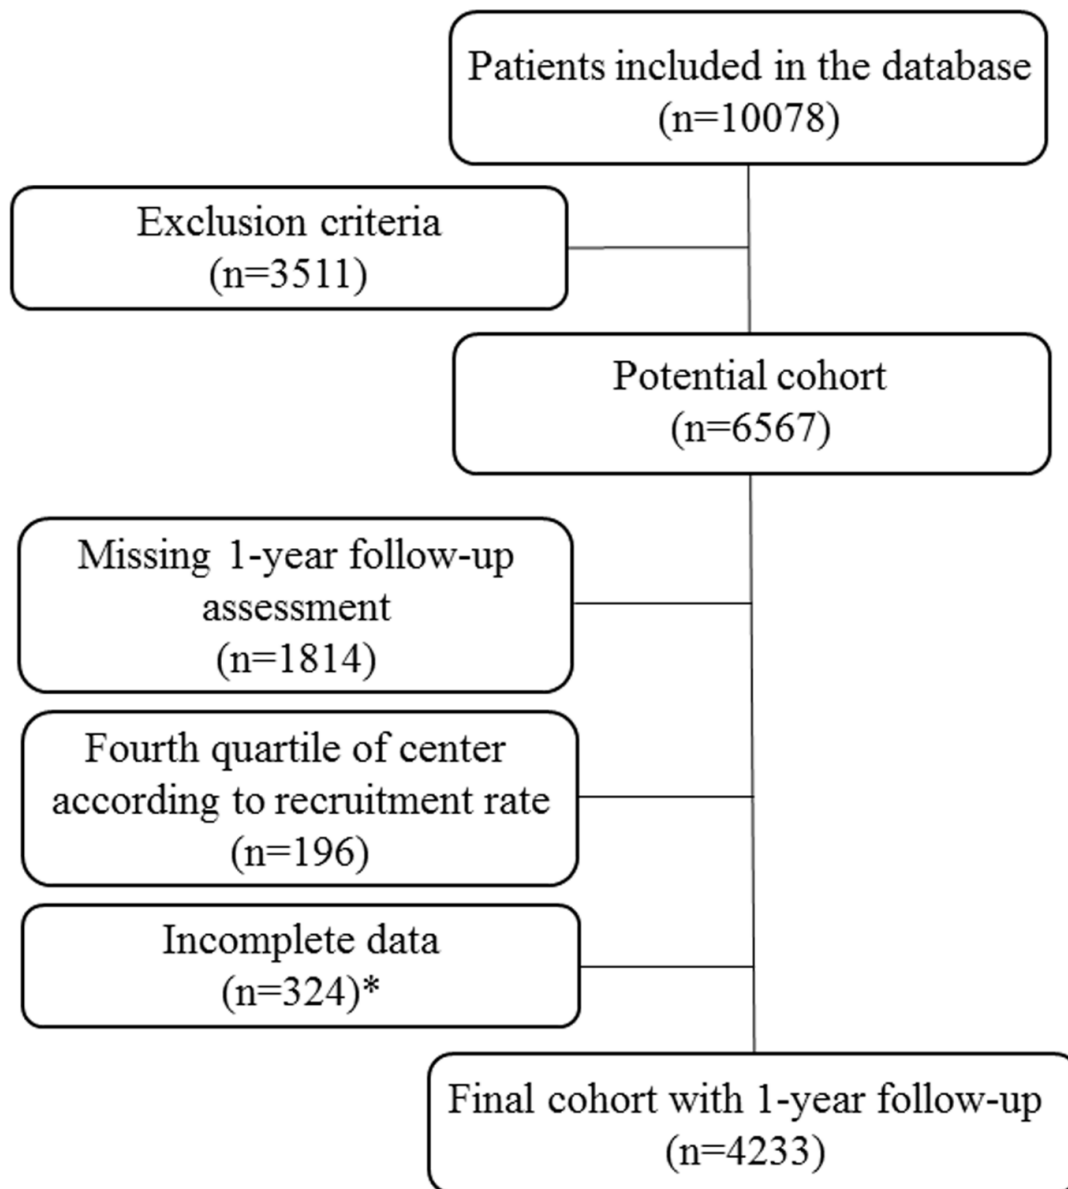 Patients included in the database
(n=10078)
Exclusion criteria
(n=3511)
Potential cohort
(n=6567)
Missing 1-year follow-up
assessment
(n=1814)
Fourth quartile of center
according to recruitment rate
(n=196)
Incomplete data
(n=324)*
Final cohort with 1-year follow-up
(n=4233)